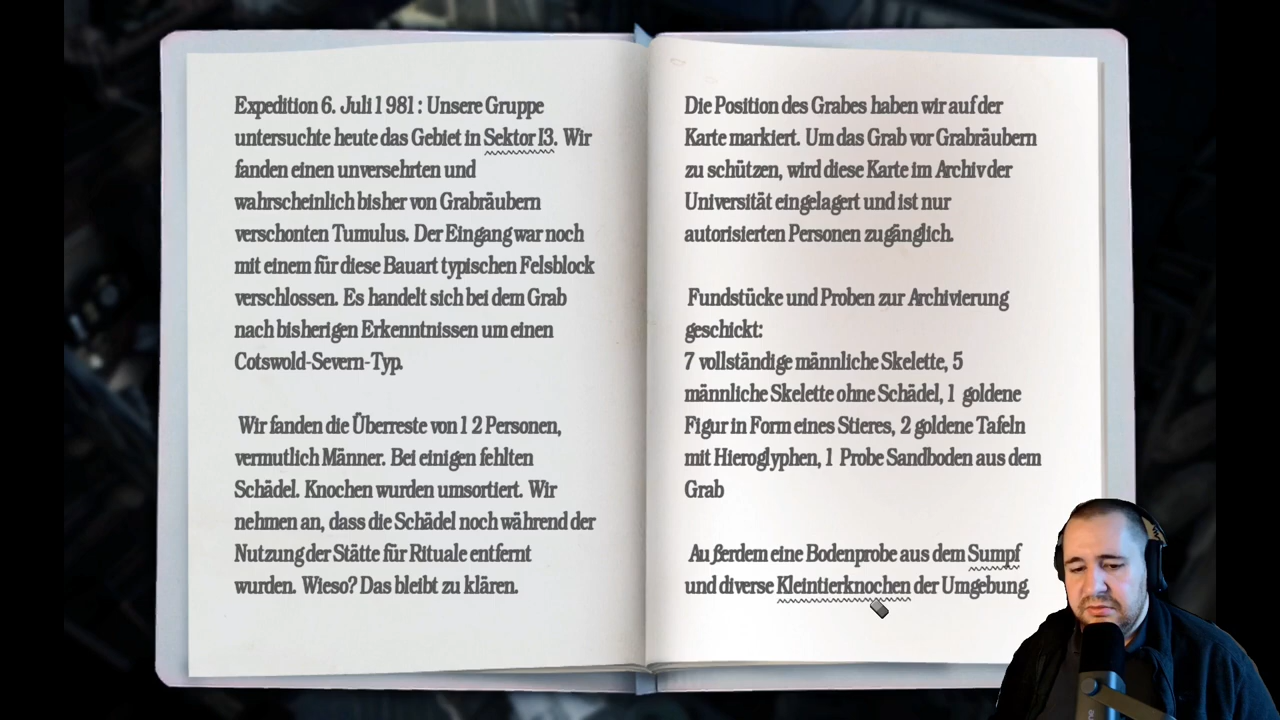 Expedition 6. Juli 1981 : Unsere Gruppe
untersuchte heute das Gebiet in Sektor 13. Wir
fanden einen unversehrten und
wahrscheinlich bisher von Grabräubern
verschonten Tumulus. Der Eingang war noch
mit einem für diese Bauart typischen Felsblock
verschlossen. Es handelt sich bei dem Grab
nach bisherigen Erkenntnissen um einen
Cotswold-Severn-Typ.
Wir fanden die Überreste von 12 Personen,
vermutlich Männer. Bei einigen fehlten
Schädel. Knochen wurden umsortiert. Wir
nehmen an, dass die Schädel noch während der
Nutzung der Stätte für Rituale entfernt
wurden. Wieso? Das bleibt zu klären.
Die Position des Grabes haben wir auf der
Karte markiert. Um das Grab vor Grabräubern
zu schützen, wird diese Karte im Archiv der
Universität eingelagert und ist nur
autorisierten Personen zugänglich.
Fundstücke und Proben zur Archivierung
geschickt:
7 vollständige männliche Skelette, 5
männliche Skelette ohne Schädel, 1 goldene
Figur in Form eines Stieres, 2 goldene Tafeln
mit Hieroglyphen, 1 Probe Sandboden aus dem
Grab
Außerdem eine Bodenprobe aus dem Sumpf
und diverse Kleintierknochen der Umgebung.